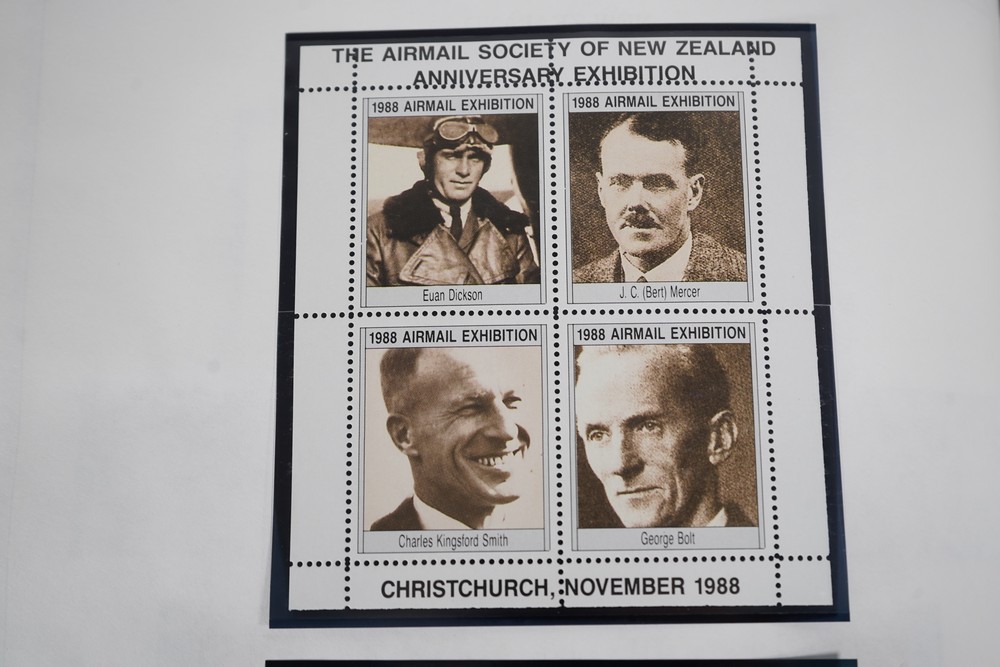 THE AIRMAIL SOCIETY OF NEW ZEALAND
ANNIVERSARY EXHIBITION
1988 AIRMAIL EXHIBITION
Euan Dickson
1988 AIRMAIL EXHIBITION
J. C. (Bert) Mercer
1988 AIRMAIL EXHIBITION
Charles Kingsford Smith
1988 AIRMAIL EXHIBITION
George Bolt
CHRISTCHURCH, NOVEMBER 1988